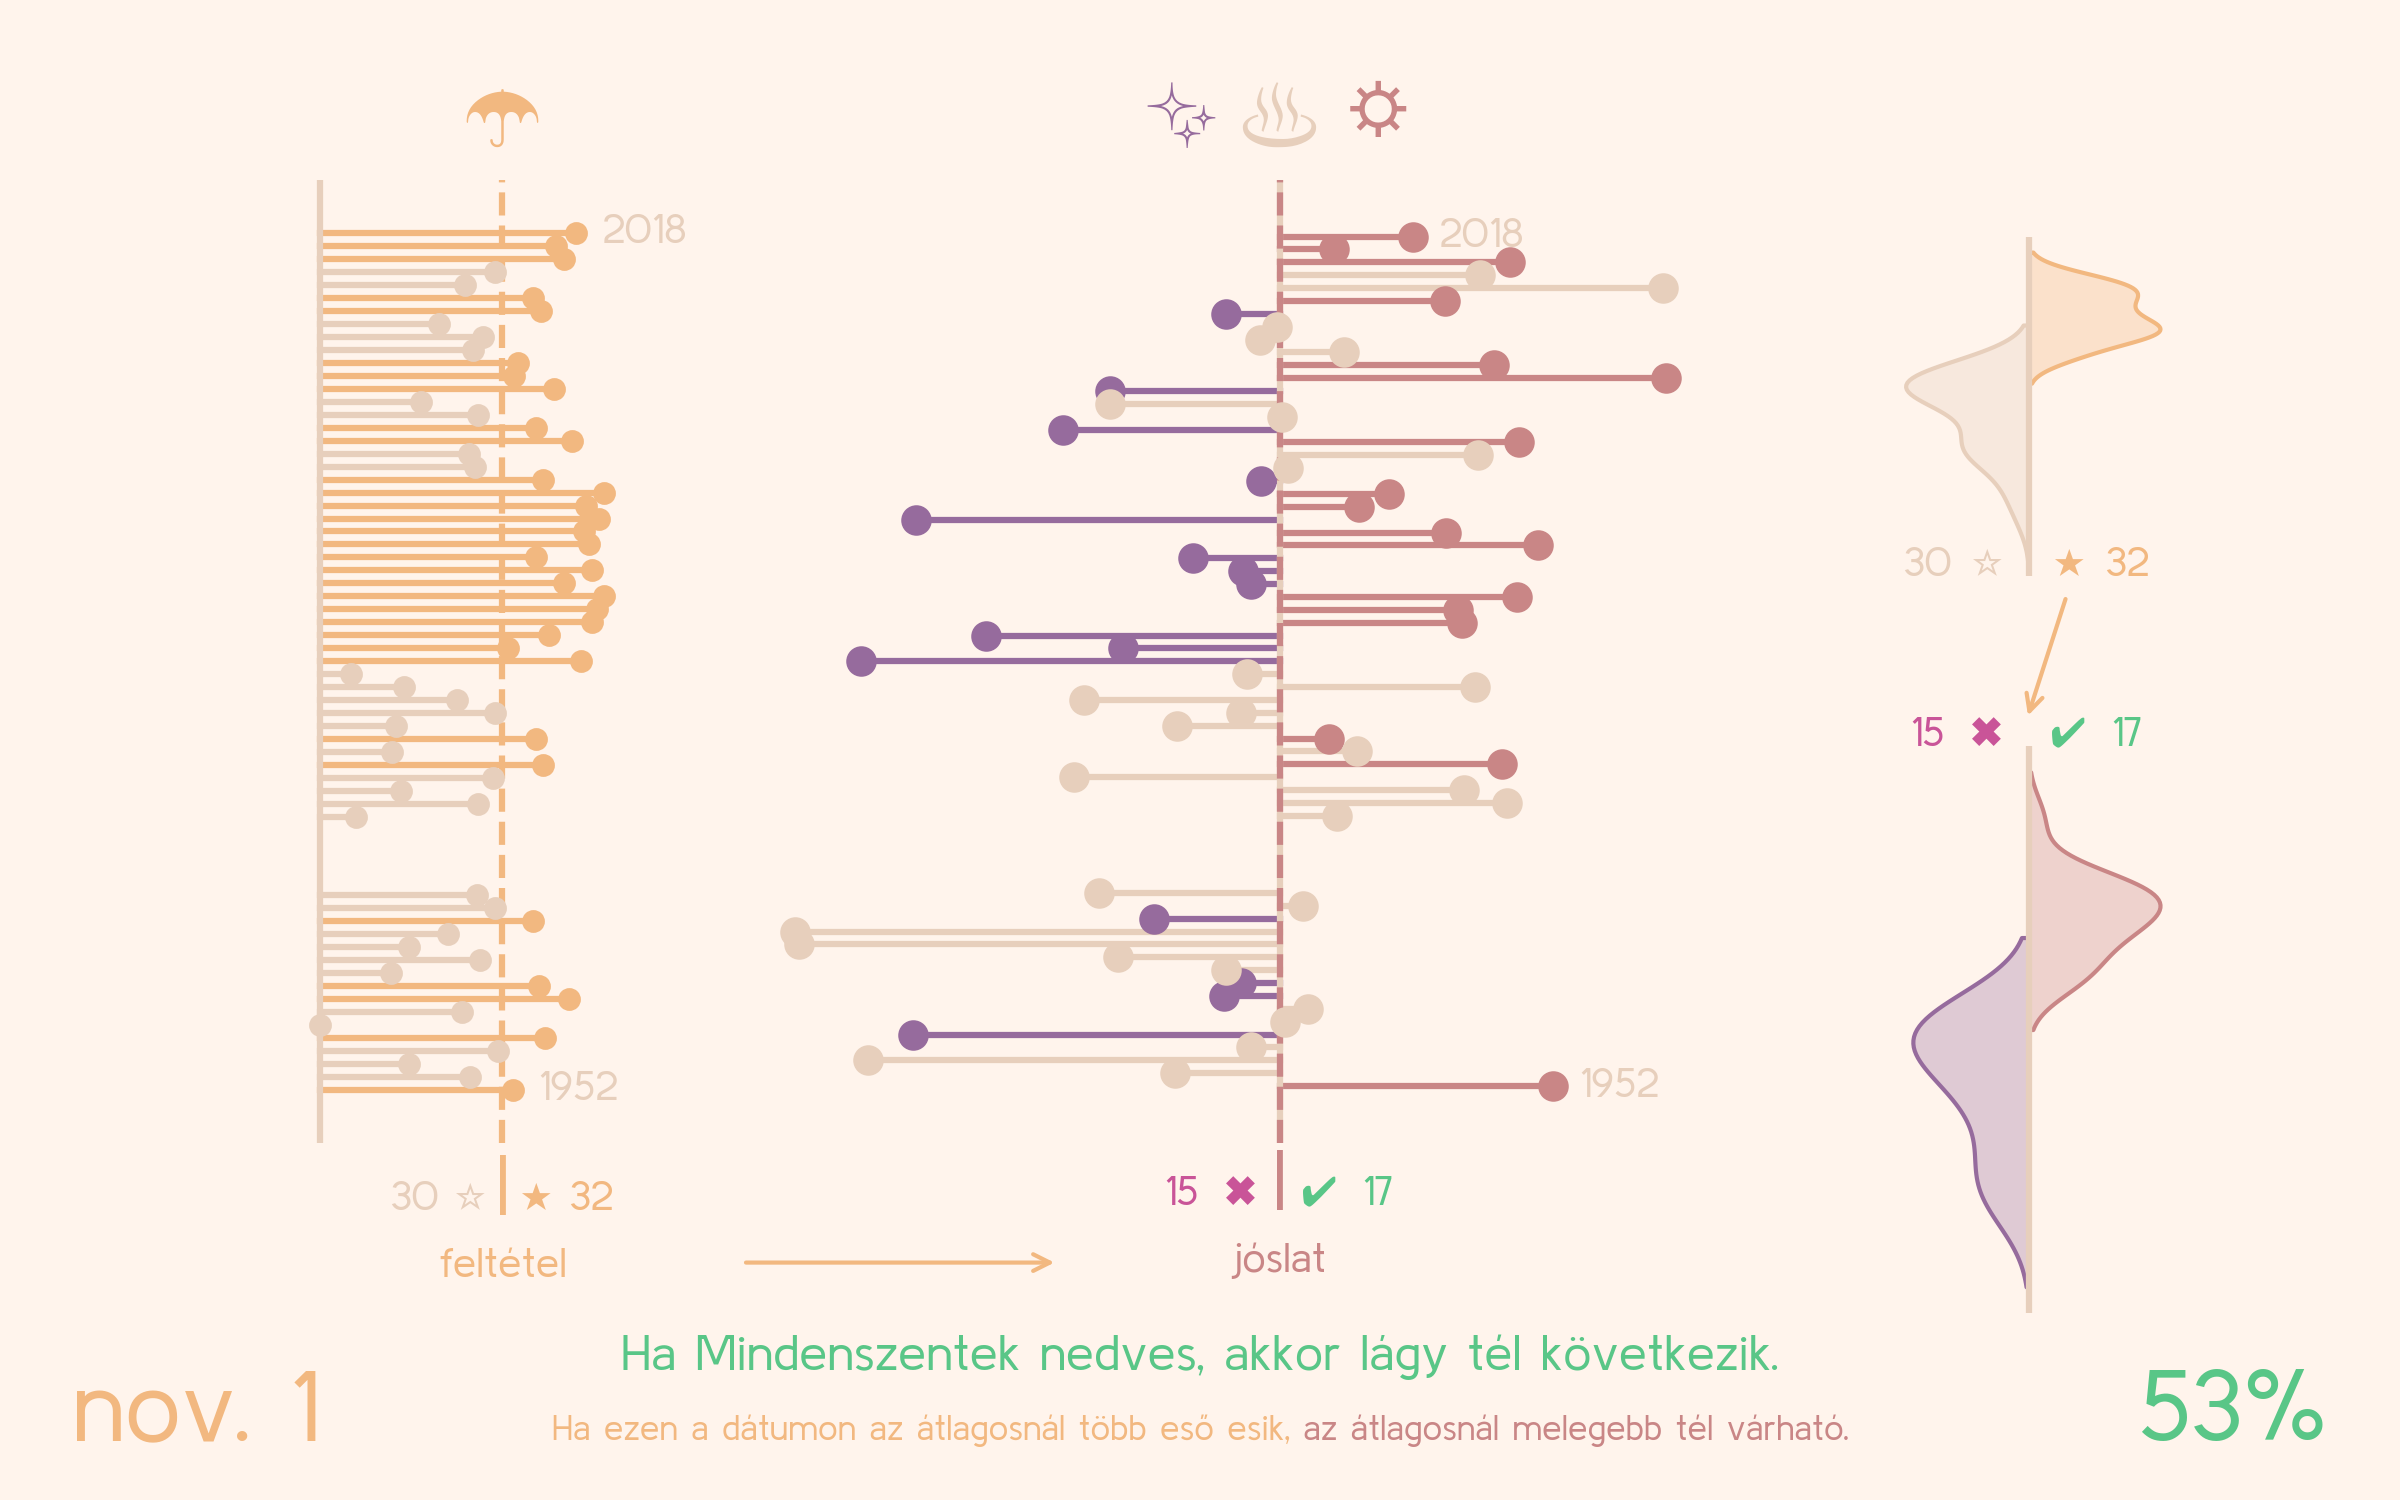 2018
2018
30 ☆ ★ 32
15 ✖ ✔ 17
1952
1952
30 ☆ ★ 32
15 ✖ ✔ 17
feltétel
jóslat
Ha Mindenszentek nedves, akkor lágy tél következik.
nov. 1
Ha ezen a dátumon az átlagosnál több eső esik, az átlagosnál melegebb tél várható.
53%